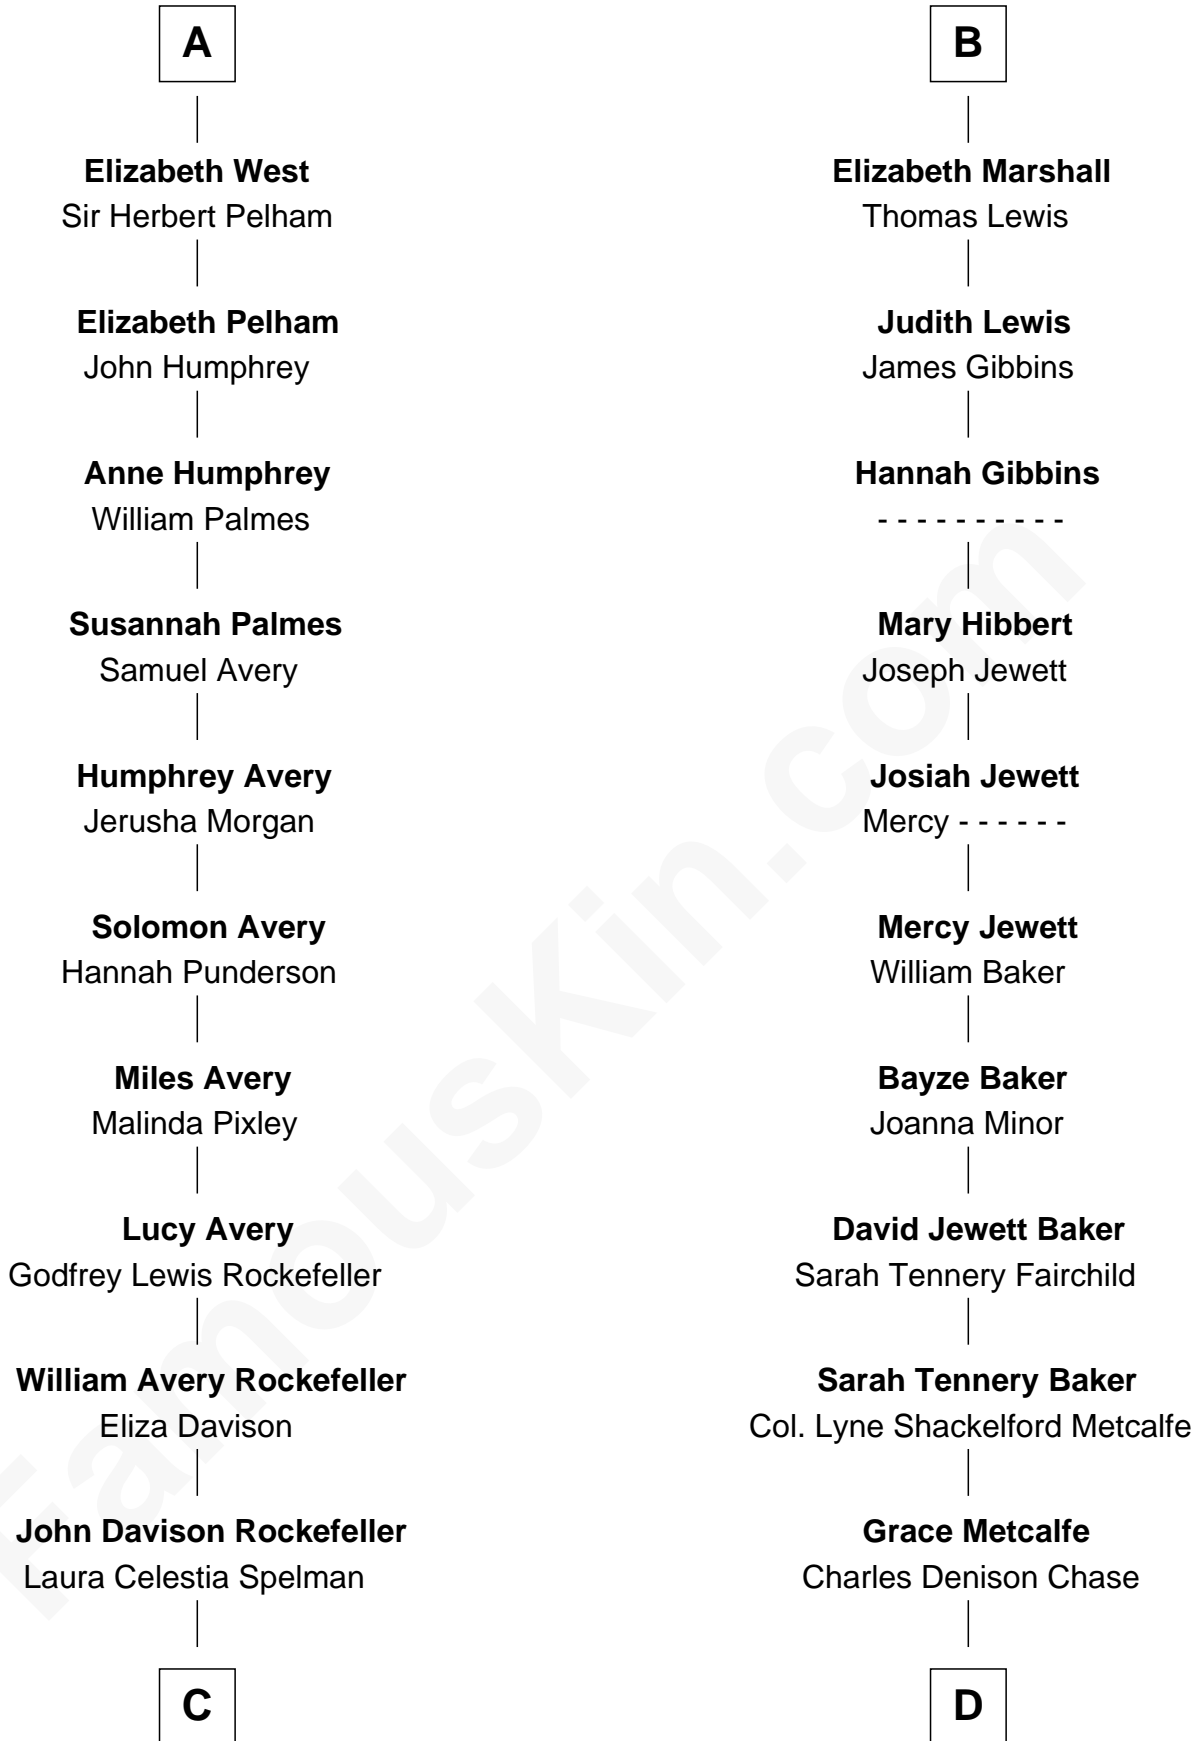 A
Elizabeth West
Sir Herbert Pelham
Elizabeth Pelham
John Humphrey
Anne Humphrey
William Palmes
Susannah Palmes
Samuel Avery
Humphrey Avery
Jerusha Morgan
Solomon Avery
Hannah Punderson
Miles Avery
Malinda Pixley
Lucy Avery
Godfrey Lewis Rockefeller
William Avery Rockefeller
Eliza Davison
John Davison Rockefeller
Laura Celestia Spelman
C
B
Elizabeth Marshall
Thomas Lewis
Judith Lewis
James Gibbins
Hannah Gibbins
- - - - - - - - - -
Mary Hibbert
Joseph Jewett
Josiah Jewett
Mercy - - - - - -
Mercy Jewett
William Baker
Bayze Baker
Joanna Minor
David Jewett Baker
Sarah Tennery Fairchild
Sarah Tennery Baker
Col. Lyne Shackelford Metcalfe
Grace Metcalfe
Charles Denison Chase
D
FamousKin.com